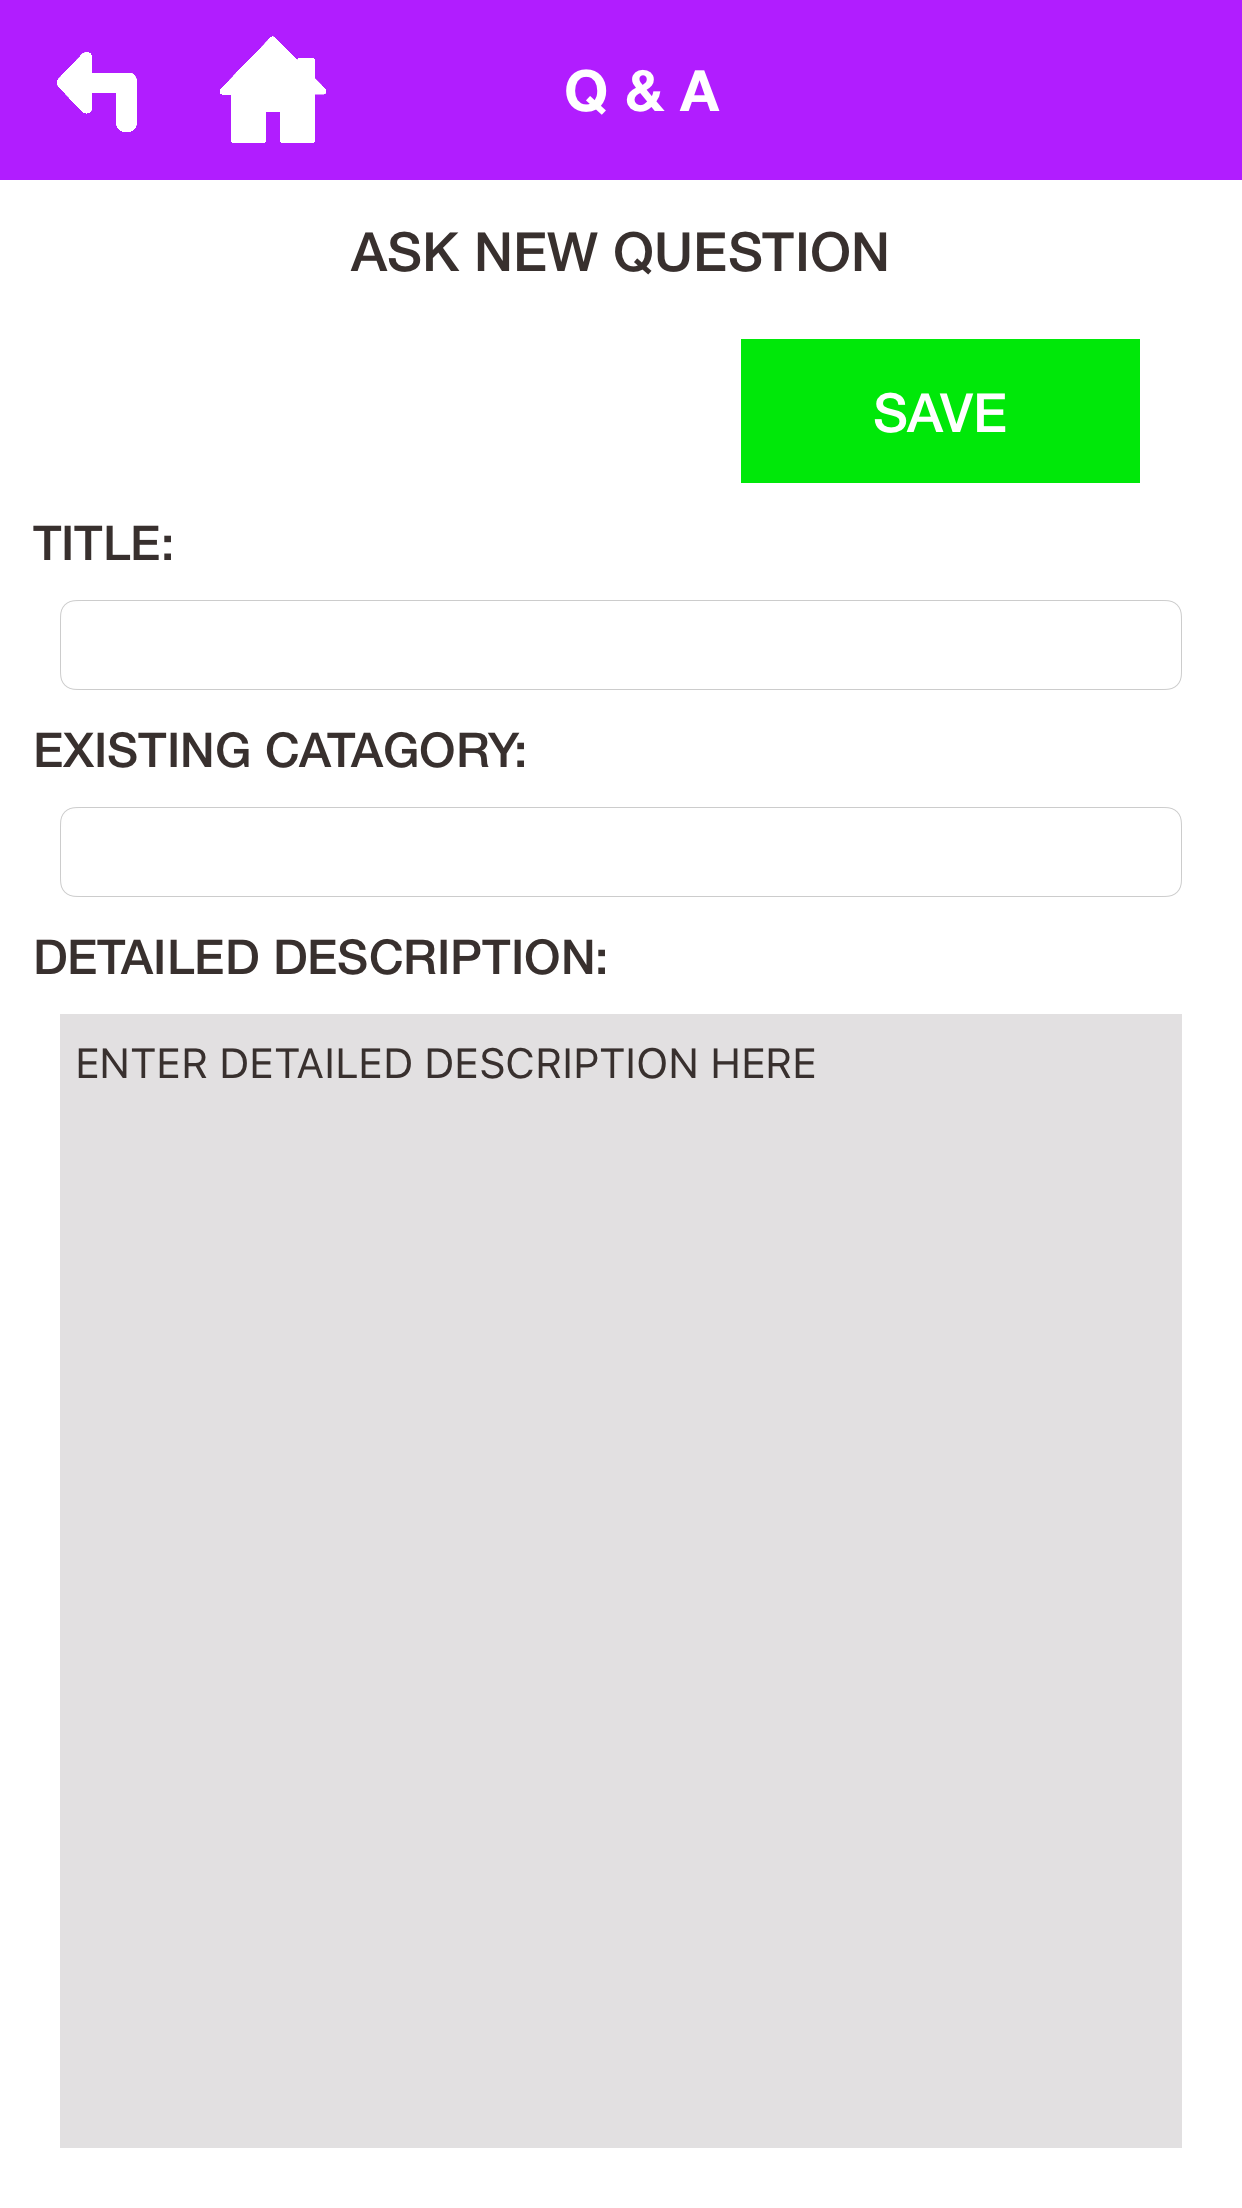 Q & A
ASK NEW QUESTION
SAVE
TITLE:
EXISTING CATAGORY:
DETAILED DESCRIPTION:
ENTER DETAILED DESCRIPTION HERE